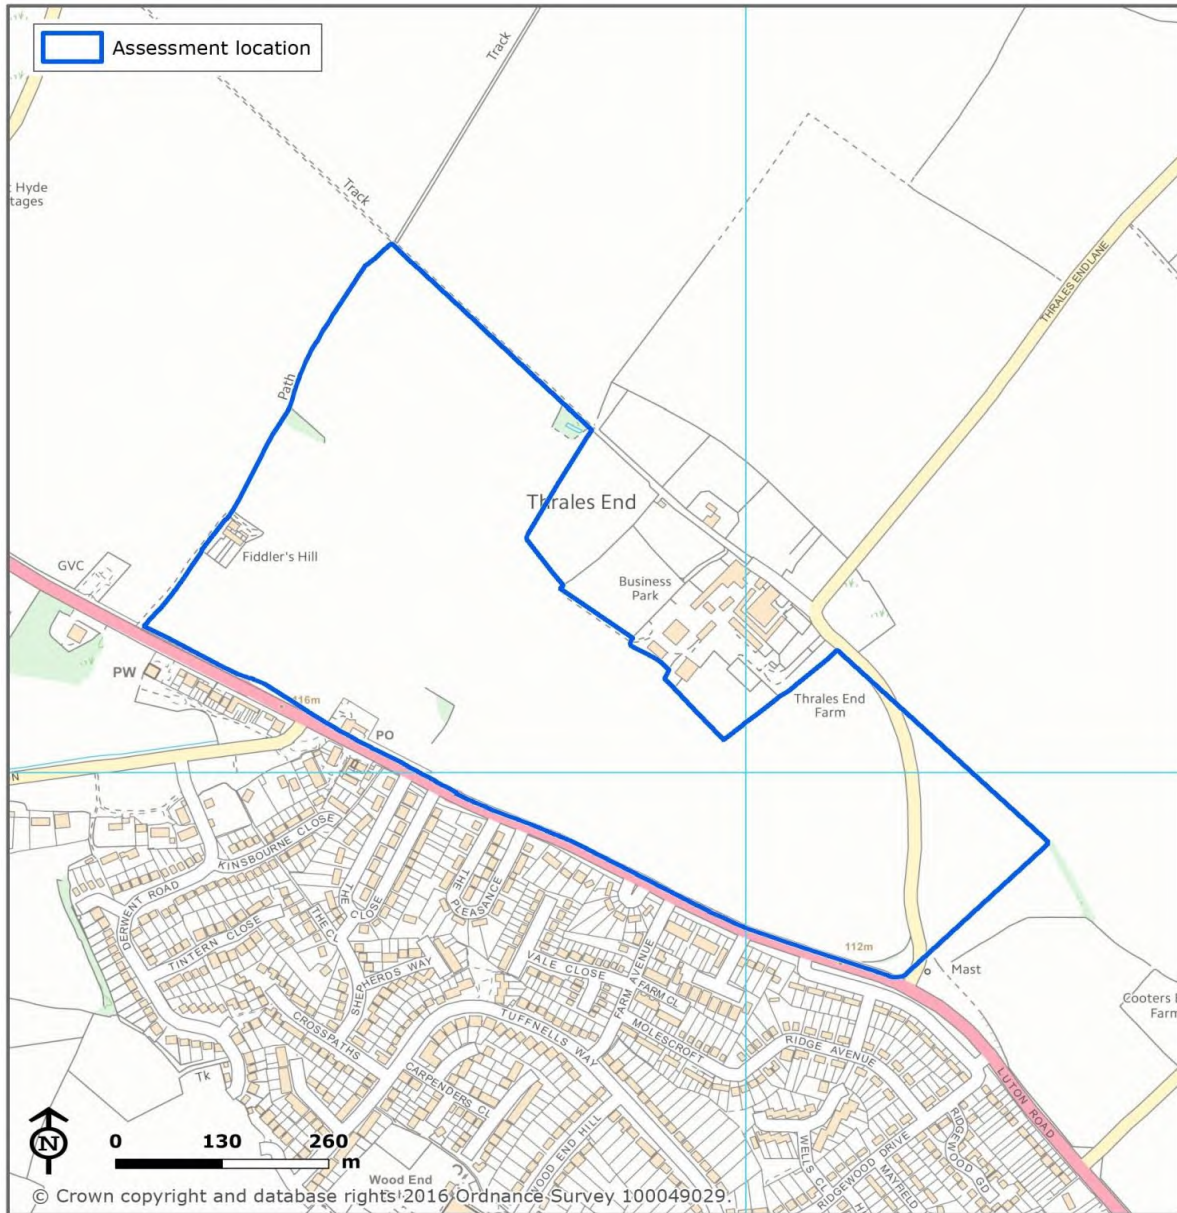 Assessment location
Track
Track
Hyde
tages
THRALES END LANE
Path
Thrales End
GVC
Fiddler's Hill
Business
Park
PW
116m
PO
Thrales End
Farm
N
KINSBOURNE CLOSE
DERWENT ROAD
THE CLOSE
THE
PLEASANCE
TINTERN CLOSE
SHEPHERDS WAY
VALE CLOSE
FARM AVENUE
FARM CL
112m
Mast
Cooters
Farm
CROSSPATHS
TUFFNELLS WAY
MOLESCROFT
RIDGE AVENUE
Tk
CARPENDERS CL
LUTON ROAD
WOOD END HILL
WELLS CL
RIDGEWOOD DRIVE
RIDGEWOOD GD
MAYFIELD
N
0 130 260
m
Wood End
© Crown copyright and database rights 2016 Ordnance Survey 100049029.